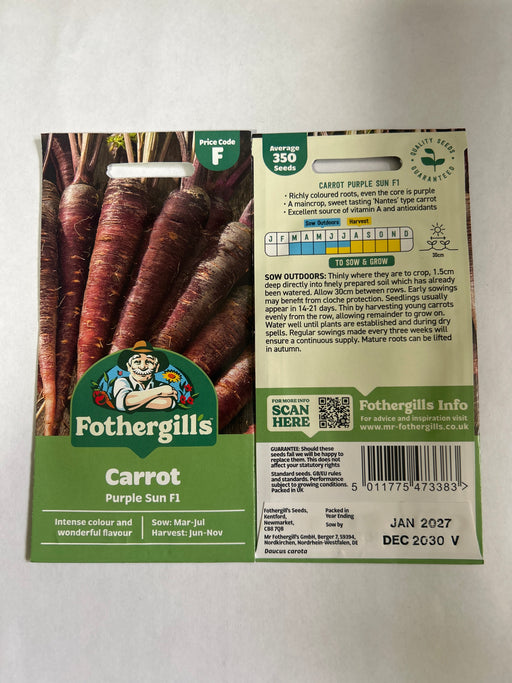 Price Code
F
Fothergill's
Carrot
Purple Sun F1
Intense colour and
wonderful flavour
Sow: Mar-Jul
Harvest: Jun-Nov
Average
350
Seeds
QUALITY SEEDS
GUARANTEED
CARROT PURPLE SUN F1
• Richly coloured roots, even the core is purple
• A maincrop, sweet tasting 'Nantes' type carrot
• Excellent source of vitamin A and antioxidants
Sow Outdoors Harvest
J F M A M J J A S O N D
30cm
TO SOW & GROW
SOW OUTDOORS: Thinly where they are to crop, 1.5cm
deep directly into finely prepared soil which has already
been watered. Allow 30cm between rows. Early sowings
may benefit from cloche protection. Seedlings usually
appear in 14-21 days. Thin by harvesting young carrots
evenly from the row, allowing remainder to grow on.
Water well until plants are established and during dry
spells. Regular sowings made every three weeks will
ensure a continuous supply. Mature roots can be lifted
in autumn.
FOR MORE INFO
SCAN
HERE
Fothergills Info
For advice and inspiration visit
www.mr-fothergills.co.uk
GUARANTEE: Should these
seeds fail we will be happy to
replace them. This does not
affect your statutory rights
Standard seeds. GB/EU rules
and standards. Performance
subject to growing conditions.
Packed in UK
5 011775 473383 >
Fothergill's Seeds,
Kentford,
Newmarket,
CB8 7QB
Packed in
Year Ending
Sow by
JAN 2027
DEC 2030 V
Mr Fothergill's GmbH, Berger 7, 59394,
Nordkirchen, Nordrhein-Westfalen, DE
Daucus carota